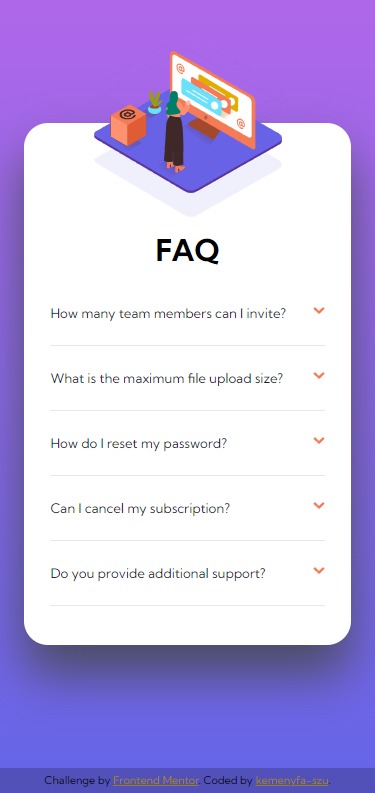 @
@
@
FAQ
How many team members can I invite?
What is the maximum file upload size?
How do I reset my password?
Can I cancel my subscription?
Do you provide additional support?
Challenge by Frontend Mentor. Coded by kemenyfa-szu.